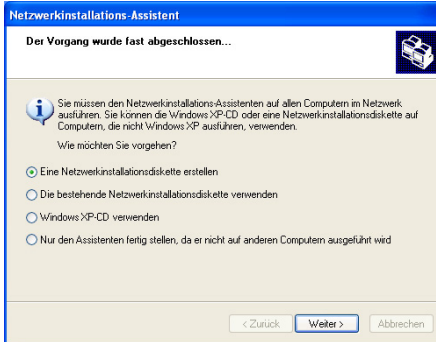 Netzwerkinstallations-Assistent
Der Vorgang wurde fast abgeschlossen...
Sie müssen den Netzwerkinstallations-Assistenten auf allen Computern im Netzwerk
ausführen. Sie können die Windows XP-CD oder eine Netzwerkinstallationsdiskette auf
Computern, die nicht Windows XP ausführen, verwenden.
Wie möchten Sie vorgehen?
Eine Netzwerkinstallationsdiskette erstellen
Die bestehende Netzwerkinstallationsdiskette verwenden
Windows XP-CD verwenden
Nur den Assistenten fertig stellen, da er nicht auf anderen Computern ausgeführt wird
< Zurück Weiter > Abbrechen